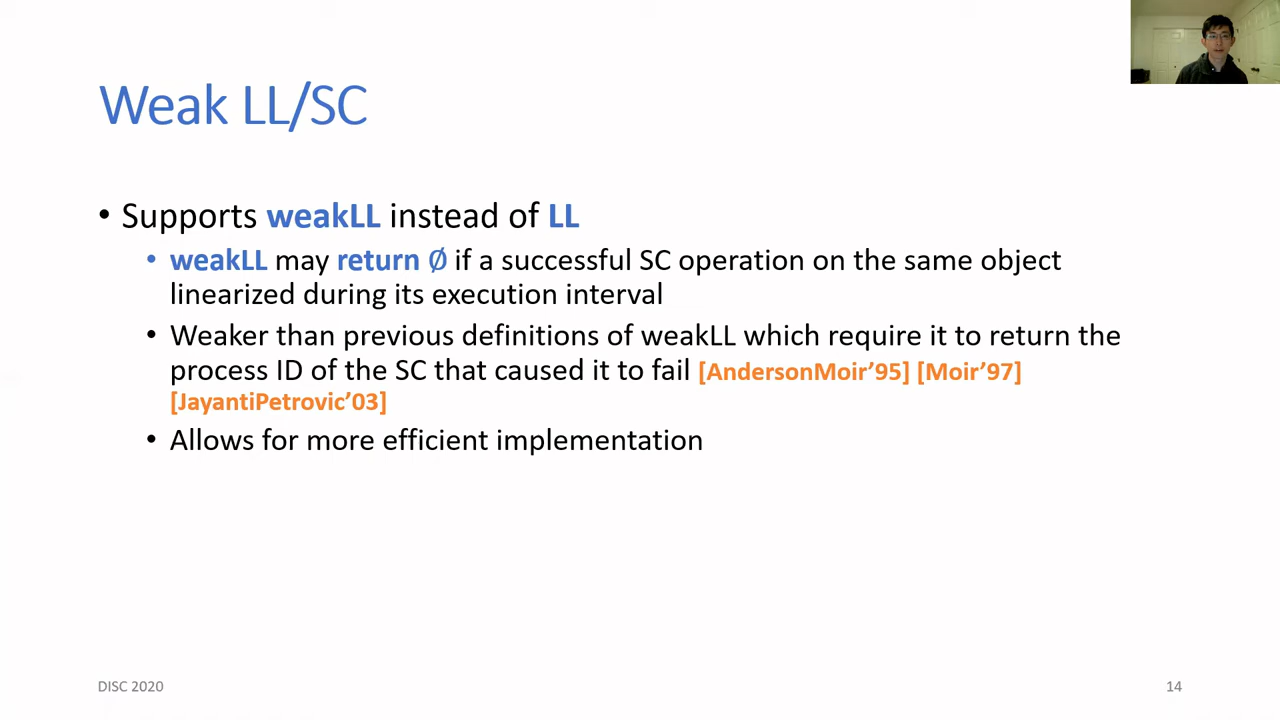 Weak LL/SC
• Supports weakLL instead of LL
• weakLL may return Ø if a successful SC operation on the same object
linearized during its execution interval
• Weaker than previous definitions of weakLL which require it to return the
process ID of the SC that caused it to fail [AndersonMoir’95] [Moir’97]
[JayantiPetrovic’03]
• Allows for more efficient implementation
DISC 2020
14